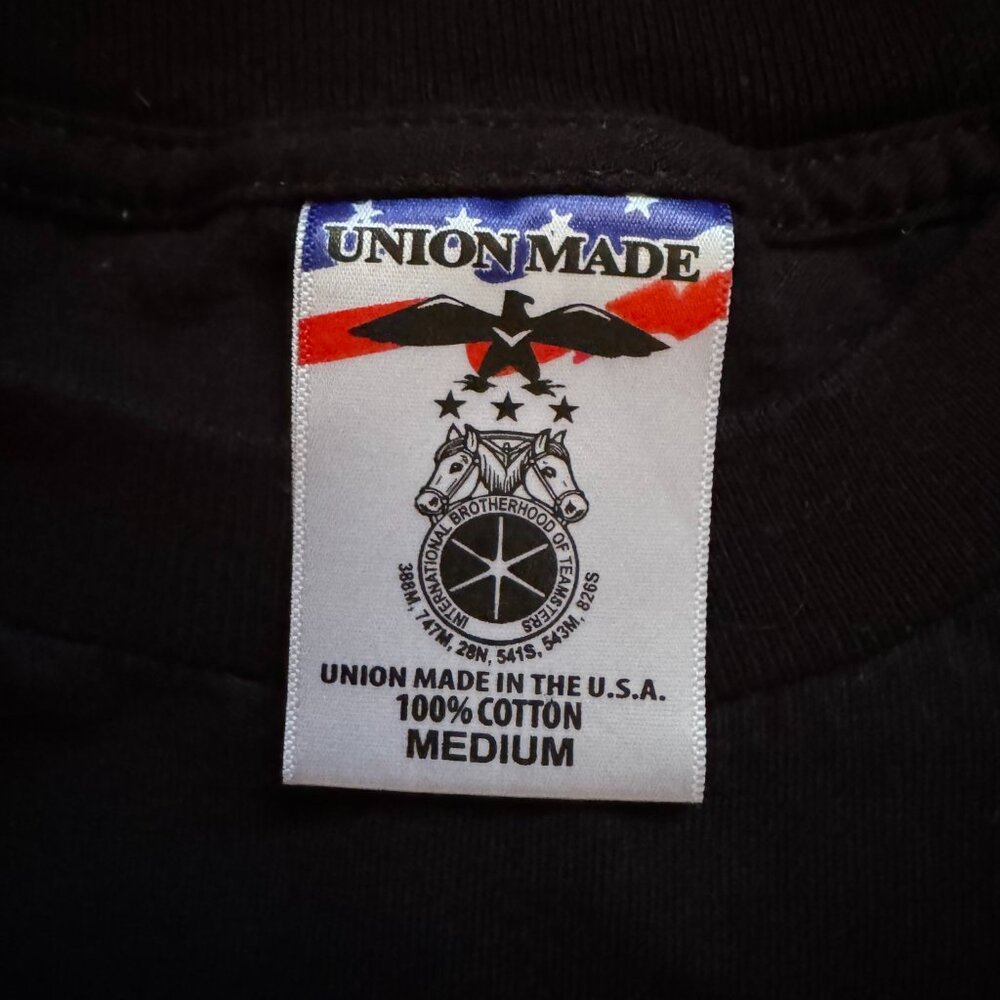 UNION MADE
INTERNATIONAL BROTHERHOOD OF TEAMSTERS
388M, 747M, 28N, 541S, 543M, 826S
UNION MADE IN THE U.S.A.
100% COTTON
MEDIUM